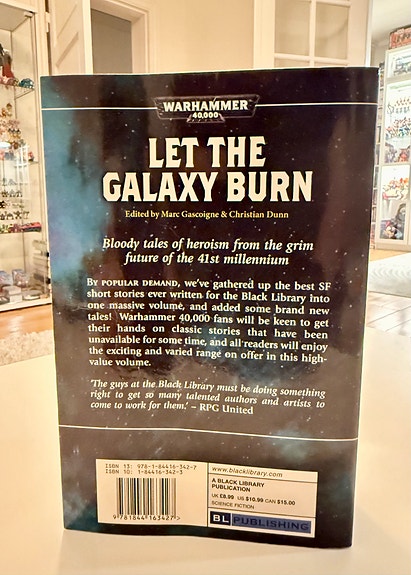 WARHAMMER
40,000
LET THE
GALAXY BURN
Edited by Marc Gascoigne & Christian Dunn
Bloody tales of heroism from the grim
future of the 41st millennium
BY POPULAR DEMAND, we've gathered up the best SF
short stories ever written for the Black Library into
one massive volume, and added some brand new
tales! Warhammer 40,000 fans will be keen to get
their hands on classic stories that have been
unavailable for some time, and all readers will enjoy
the exciting and varied range on offer in this high-
value volume.
'The guys at the Black Library must be doing something
right to get so many talented authors and artists to
come to work for them.' – RPG United
ISBN 13: 978-1-84416-342-7
ISBN 10: 1-84416-342-3
9781844163427>
www.blacklibrary.com
A BLACK LIBRARY
PUBLICATION
UK £8.99 US $10.99 CAN $15.00
SCIENCE FICTION
BL PUBLISHING